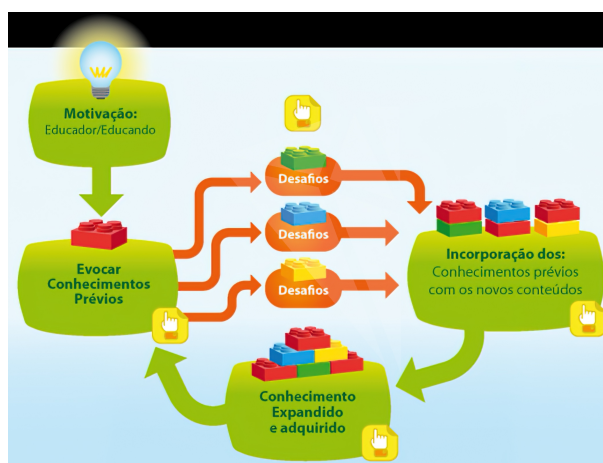 Motivação:
Educador/Educando
Desafios
Desafios
Desafios
Evocar
Conhecimentos
Prévios
Incorporação dos:
Conhecimentos prévios
com os novos conteúdos
Conhecimento
Expandido
e adquirido